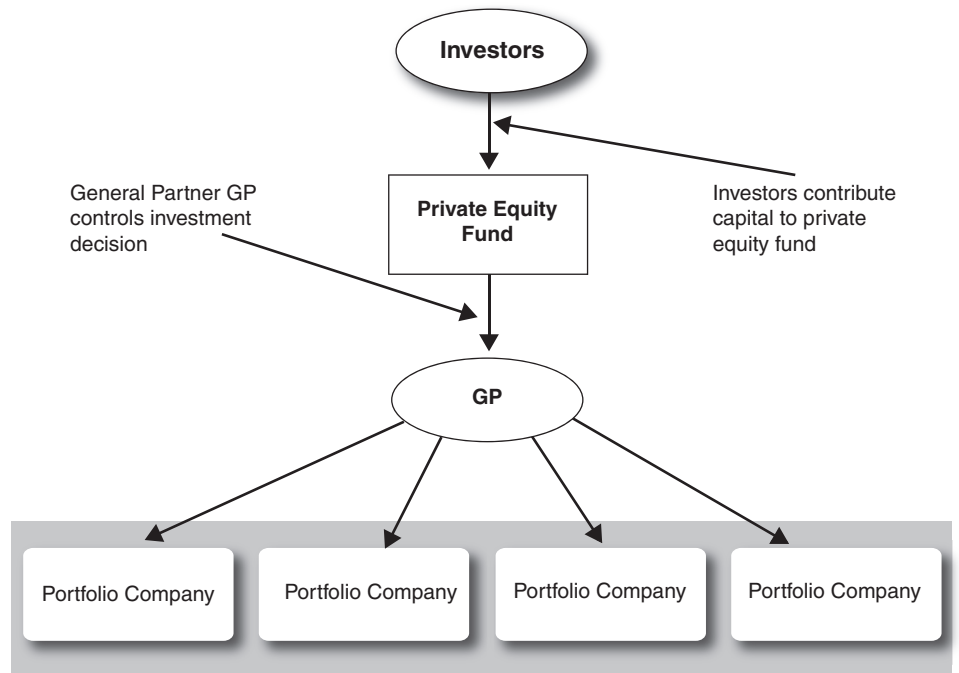 Investors
General Partner GP
controls investment
decision
Private Equity
Fund
Investors contribute
capital to private
equity fund
GP
Portfolio Company
Portfolio Company
Portfolio Company
Portfolio Company